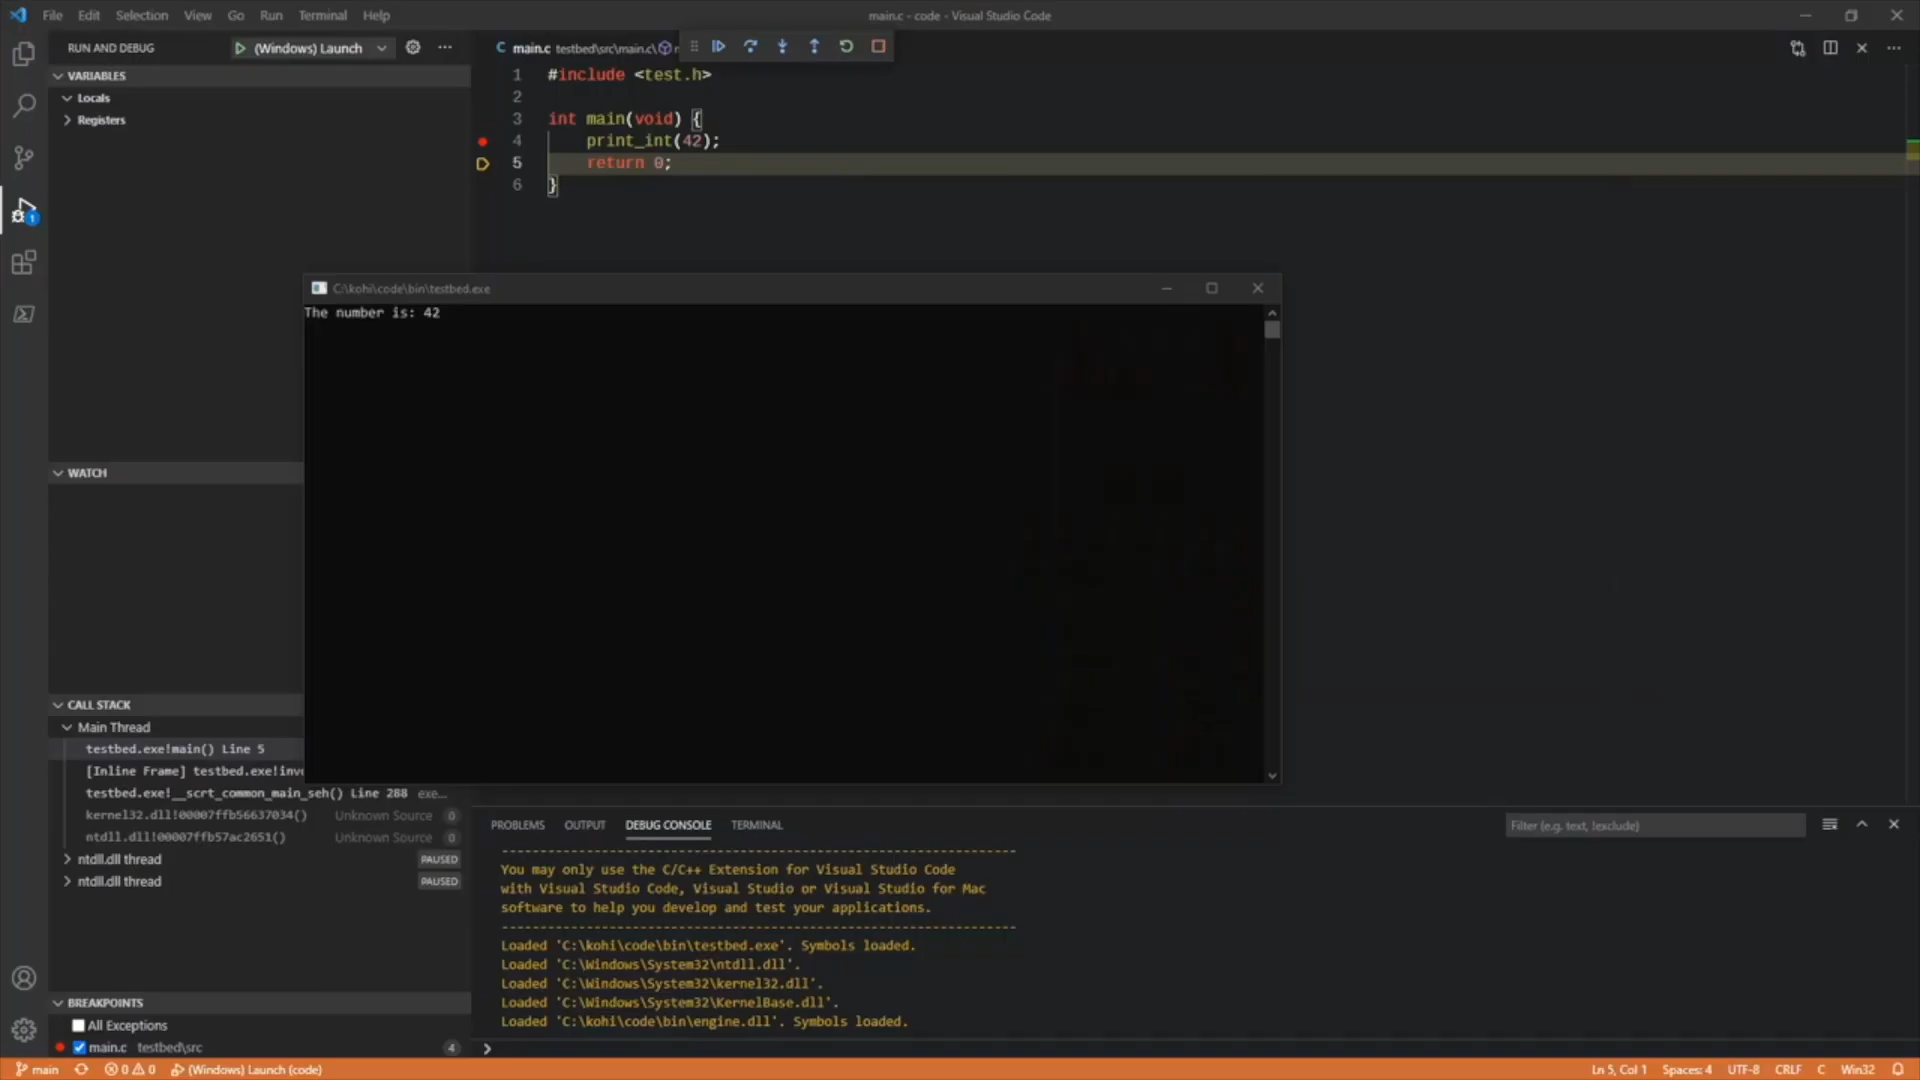 File Edit Selection View Go Run Terminal Help
main.c - code - Visual Studio Code
RUN AND DEBUG
(Windows) Launch
VARIABLES
Locals
Registers
main.c testbed\src\main.c\
1 #include <test.h>
2
3 int main(void) {
4 print_int(42);
5 return 0;
6 }
C:\kohi\code\bin\testbed.exe
The number is: 42
WATCH
CALL STACK
Main Thread
testbed.exe!main() Line 5
[Inline Frame] testbed.exe!inv
testbed.exe!__scrt_common_main_seh() Line 288 exe...
kernel32.dll!00007ffb56637034() Unknown Source 0
ntdll.dll!00007ffb57ac2651() Unknown Source 0
ntdll.dll thread PAUSED
ntdll.dll thread PAUSED
BREAKPOINTS
All Exceptions
main.c testbed\src 4
PROBLEMS OUTPUT DEBUG CONSOLE TERMINAL
Filter (e.g. text, !exclude)
-------------------------------------------------------------------
You may only use the C/C++ Extension for Visual Studio Code
with Visual Studio Code, Visual Studio or Visual Studio for Mac
software to help you develop and test your applications.
-------------------------------------------------------------------
Loaded 'C:\kohi\code\bin\testbed.exe'. Symbols loaded.
Loaded 'C:\Windows\System32\ntdll.dll'.
Loaded 'C:\Windows\System32\kernel32.dll'.
Loaded 'C:\Windows\System32\KernelBase.dll'.
Loaded 'C:\kohi\code\bin\engine.dll'. Symbols loaded.
>
1
main 0 0 (Windows) Launch (code)
Ln 5, Col 1 Spaces: 4 UTF-8 CRLF C Win32